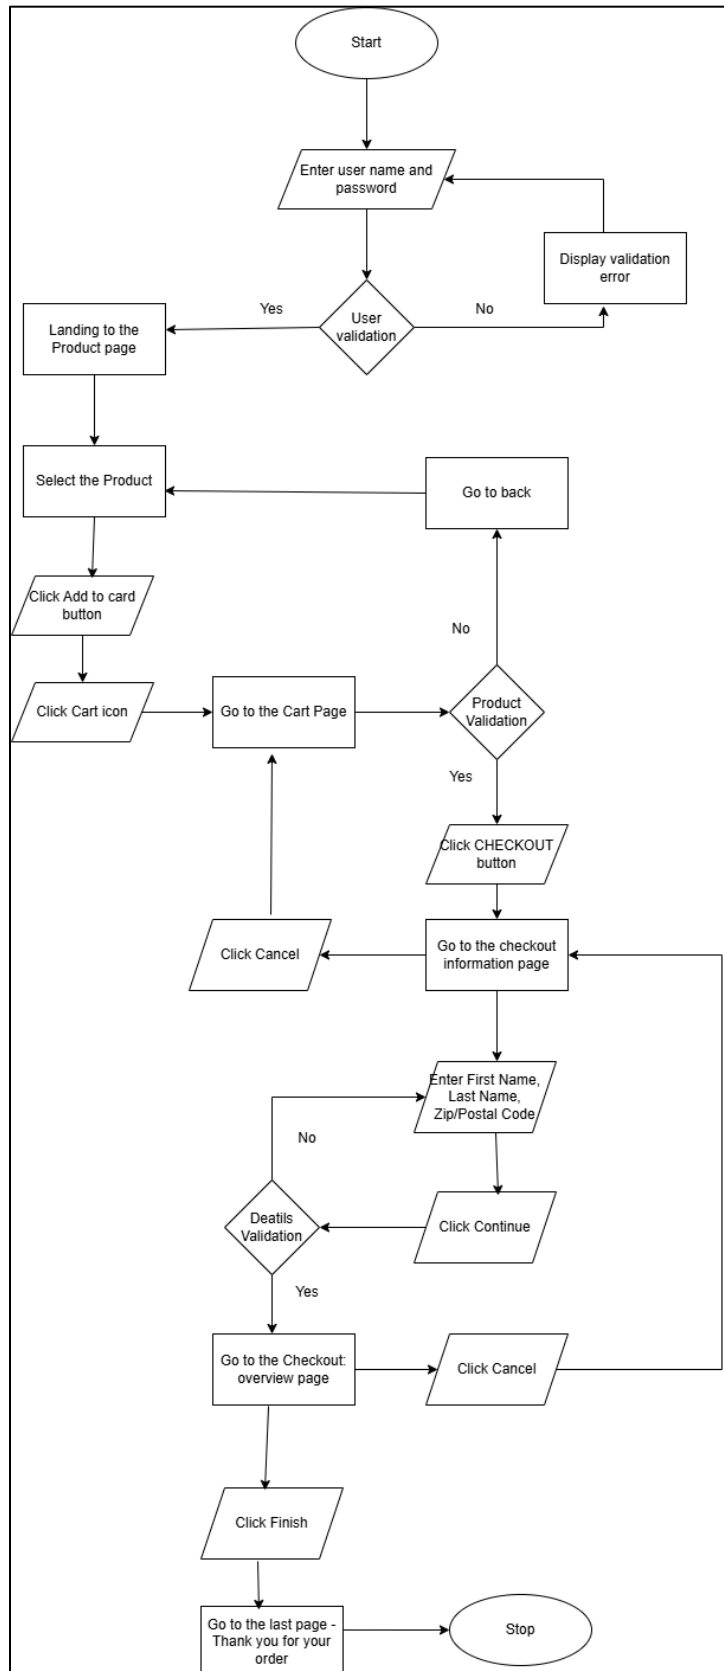 Start
Enter user name and
password
Display validation
error
Yes
User
validation
No
Landing to the
Product page
Select the Product
Go to back
Click Add to card
button
No
Click Cart icon
Go to the Cart Page
Product
Validation
Yes
Click CHECKOUT
button
Click Cancel
Go to the checkout
information page
Enter First Name,
Last Name,
Zip/Postal Code
No
Deatils
Validation
Click Continue
Yes
Go to the Checkout:
overview page
Click Cancel
Click Finish
Go to the last page -
Thank you for your
order
Stop